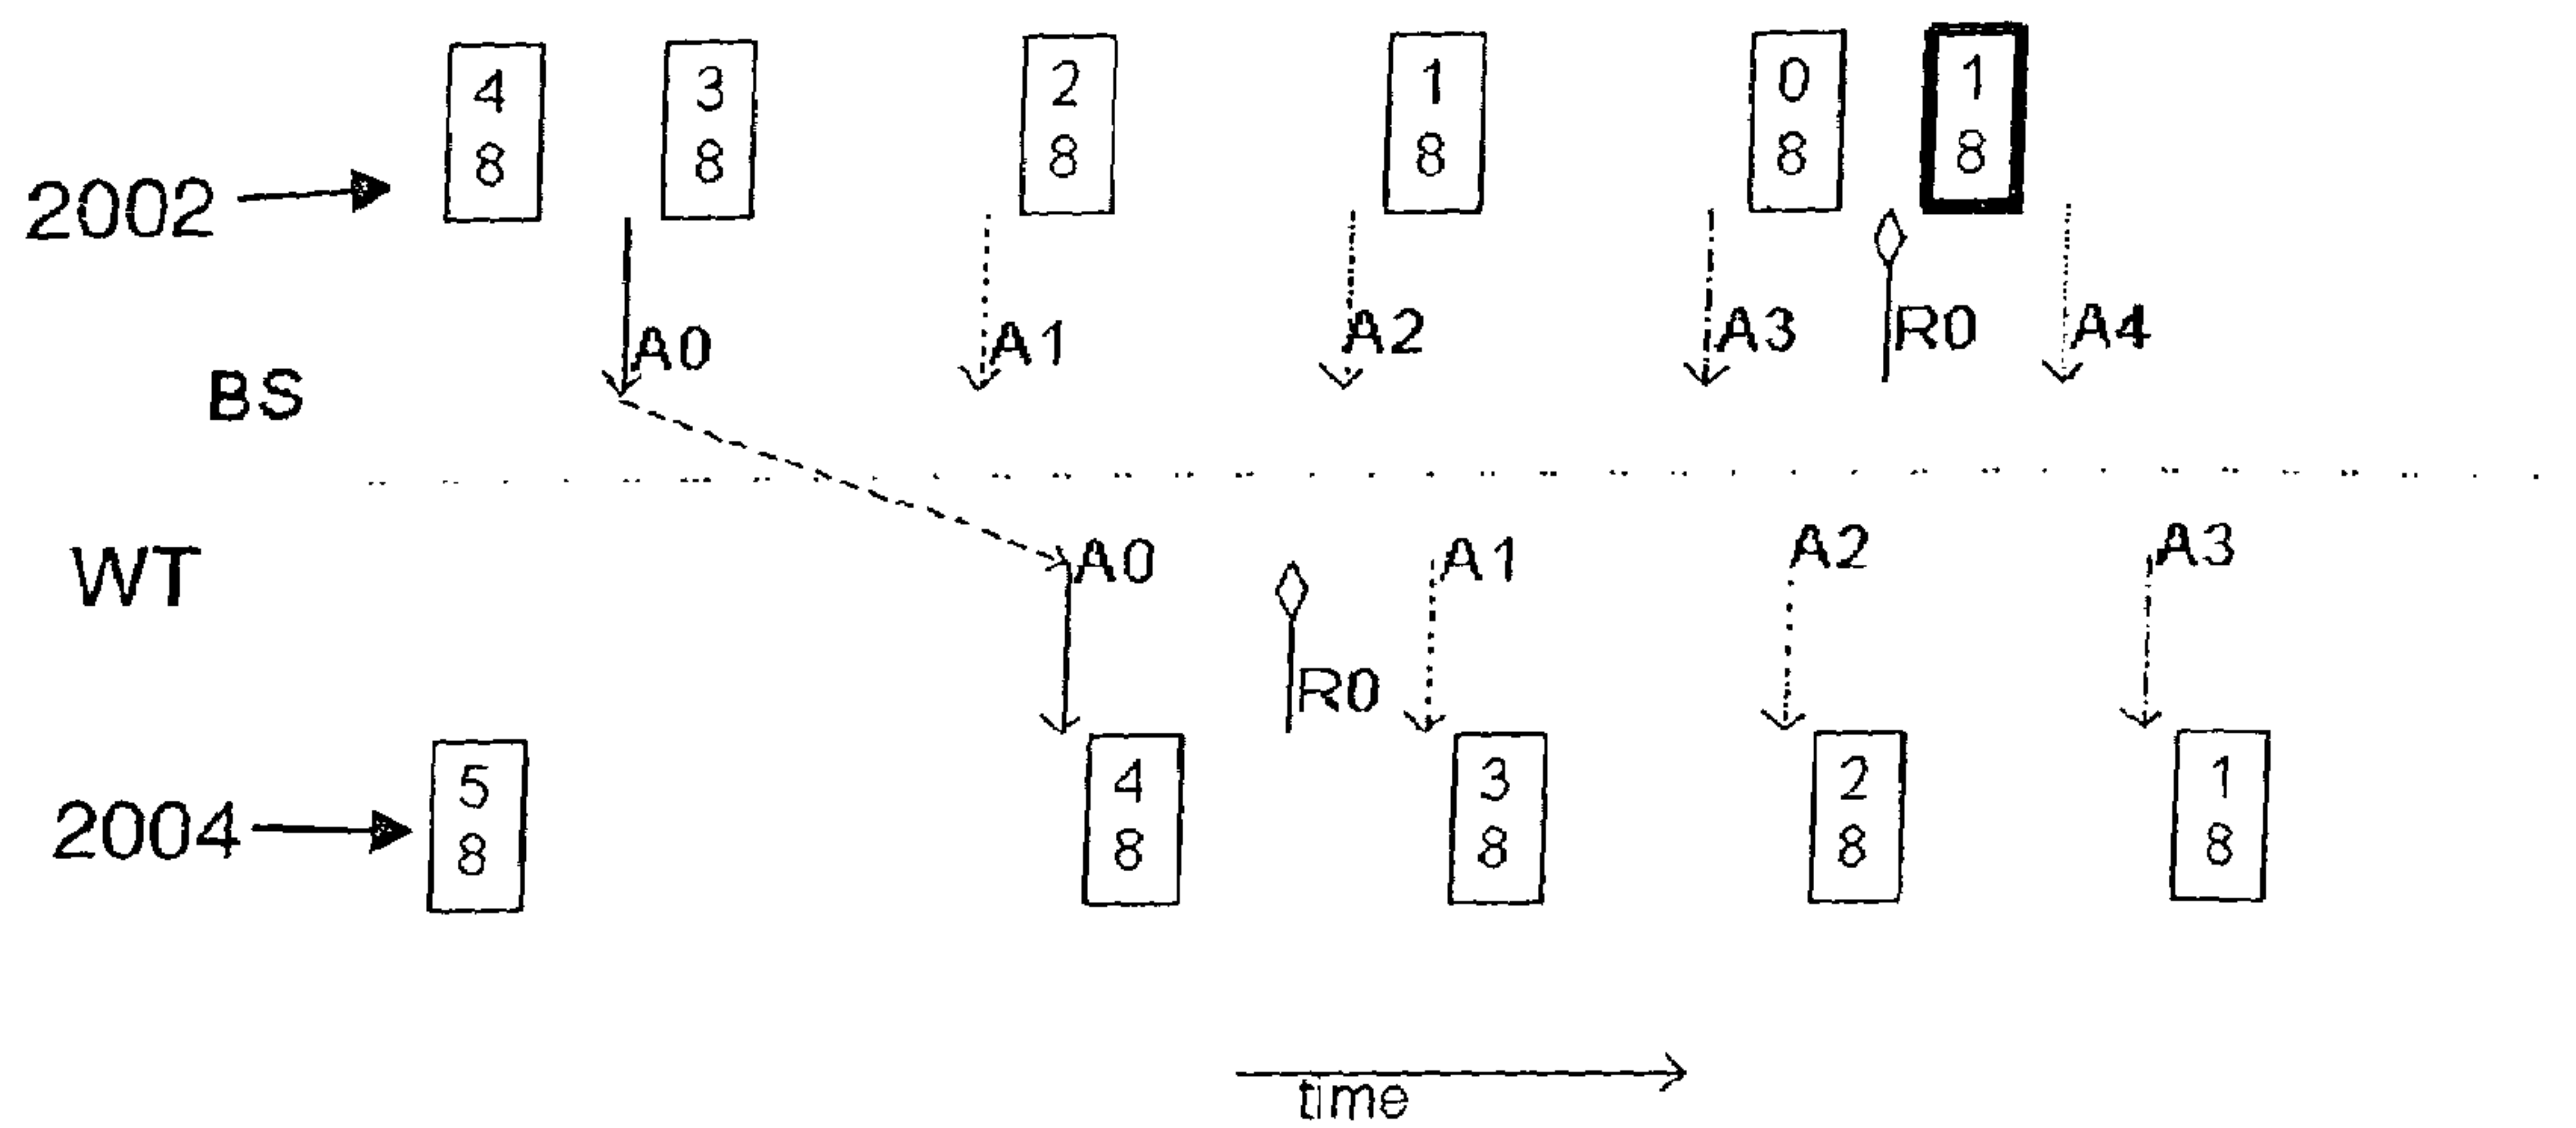 4 3 2 1 0 1
8 8 8 8 8 8
2002
A0 A1 A2 A3 R0 A4
BS
WT
A0 A1 A2 A3
R0
5 4 3 2 1
8 8 8 8 8
2004
time